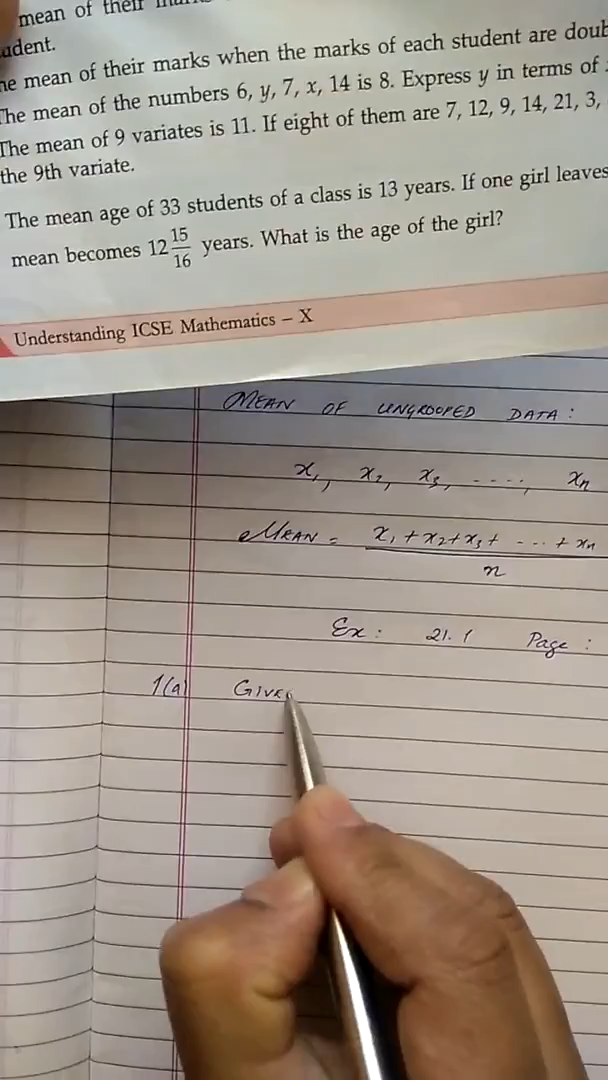 mean of their
udent.
he mean of their marks when the marks of each student are doub
The mean of the numbers 6, y, 7, x, 14 is 8. Express y in terms of
The mean of 9 variates is 11. If eight of them are 7, 12, 9, 14, 21, 3,
the 9th variate.
The mean age of 33 students of a class is 13 years. If one girl leaves
mean becomes 12 15/16 years. What is the age of the girl?
Understanding ICSE Mathematics – X
MEAN OF UNGROOPED DATA :
x₁, x₂, x₃, ....., xn
MEAN = x₁ + x₂ + x₃ + ... + xn / n
Ex : 21.1 Page :
1(a) GIVE